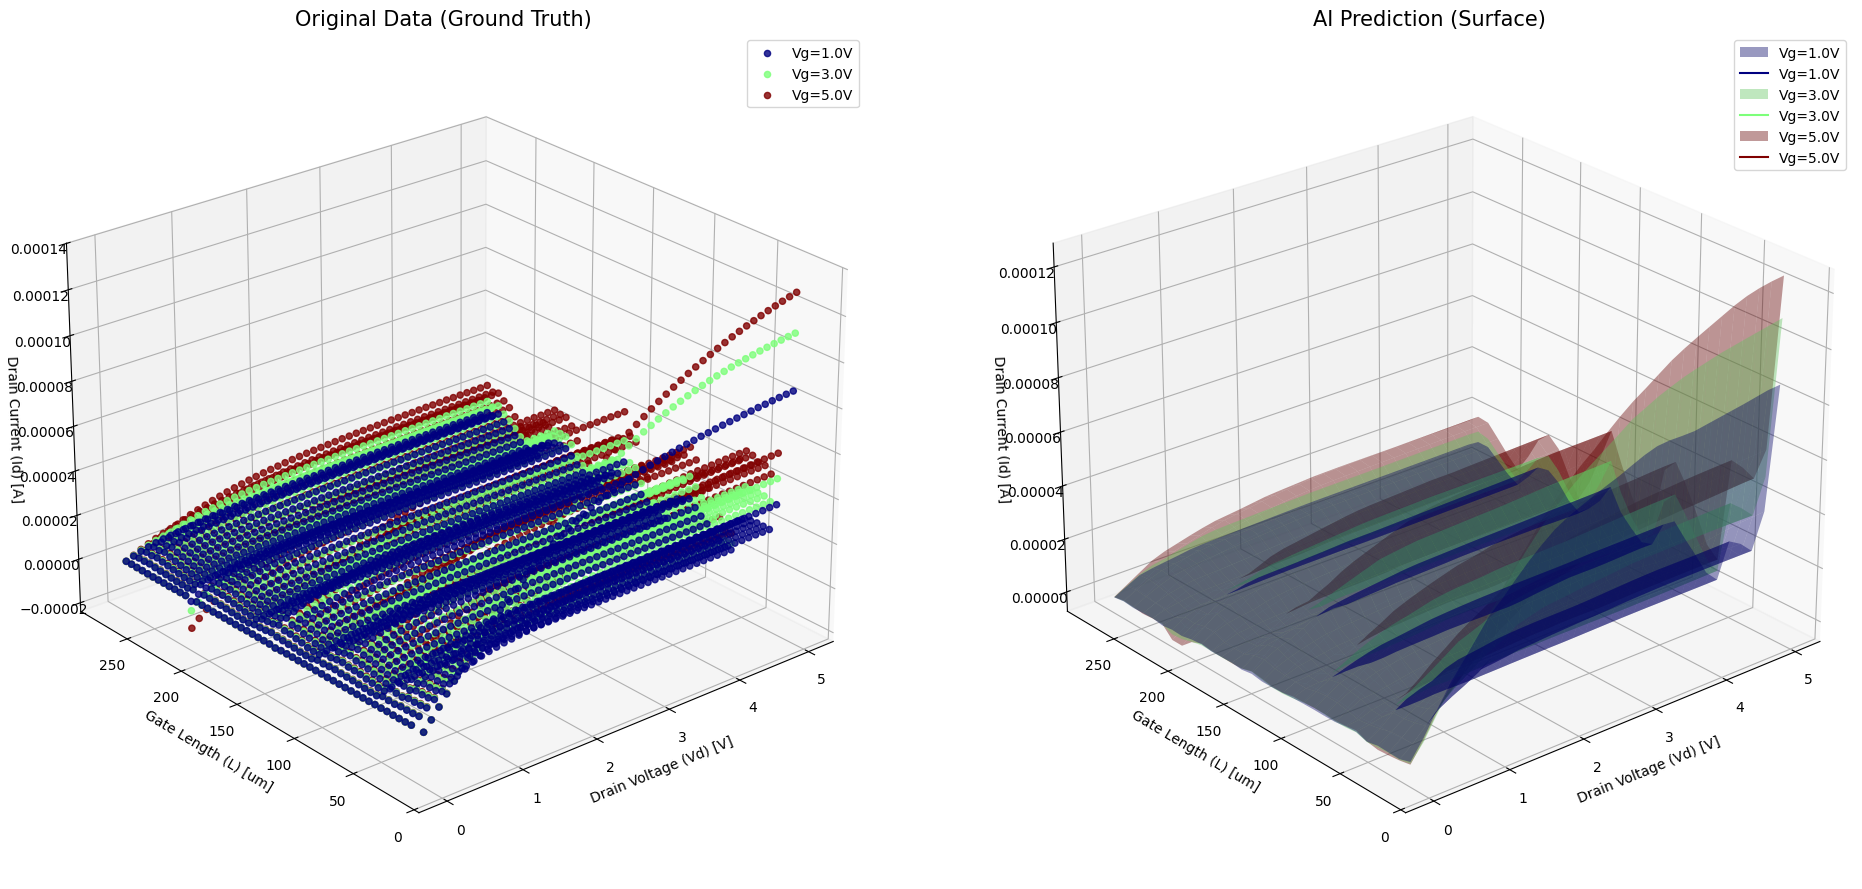 Original Data (Ground Truth)
Vg=1.0V
Vg=3.0V
Vg=5.0V
0.00014
0.00012
0.00010
0.00008
0.00006
0.00004
0.00002
0.00000
−0.00002
Drain Current (Id) [A]
250
200
150
100
50
0
Gate Length (L) [um]
0
1
2
3
4
5
Drain Voltage (Vd) [V]
AI Prediction (Surface)
Vg=1.0V
Vg=1.0V
Vg=3.0V
Vg=3.0V
Vg=5.0V
Vg=5.0V
0.00012
0.00010
0.00008
0.00006
0.00004
0.00002
0.00000
Drain Current (Id) [A]
250
200
150
100
50
0
Gate Length (L) [um]
0
1
2
3
4
5
Drain Voltage (Vd) [V]